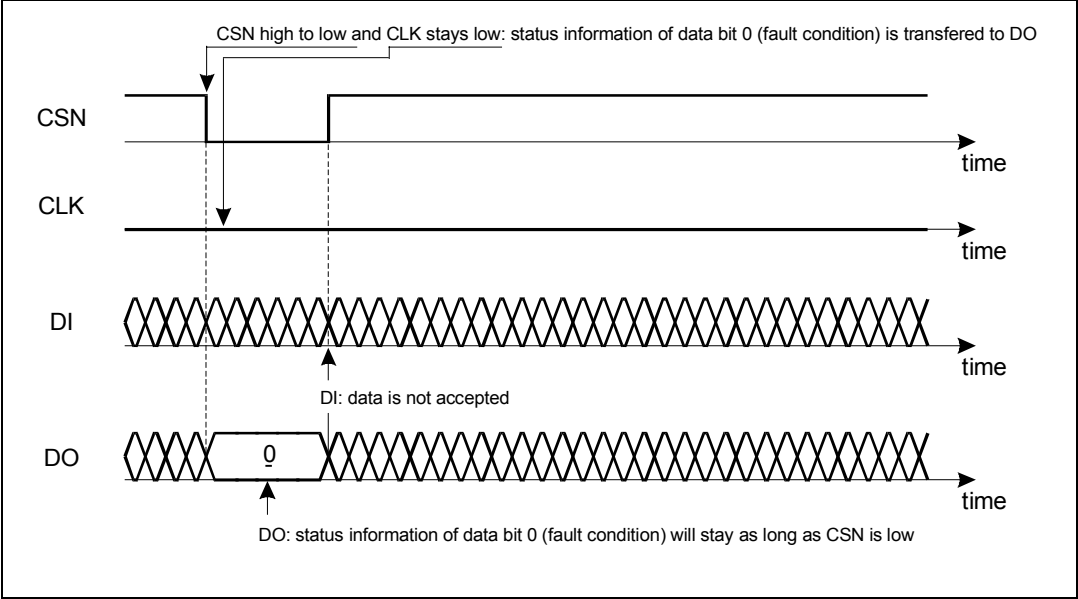 CSN high to low and CLK stays low: status information of data bit 0 (fault condition) is transfered to DO
CSN
time
CLK
time
DI
time
DI: data is not accepted
DO
0
time
DO: status information of data bit 0 (fault condition) will stay as long as CSN is low